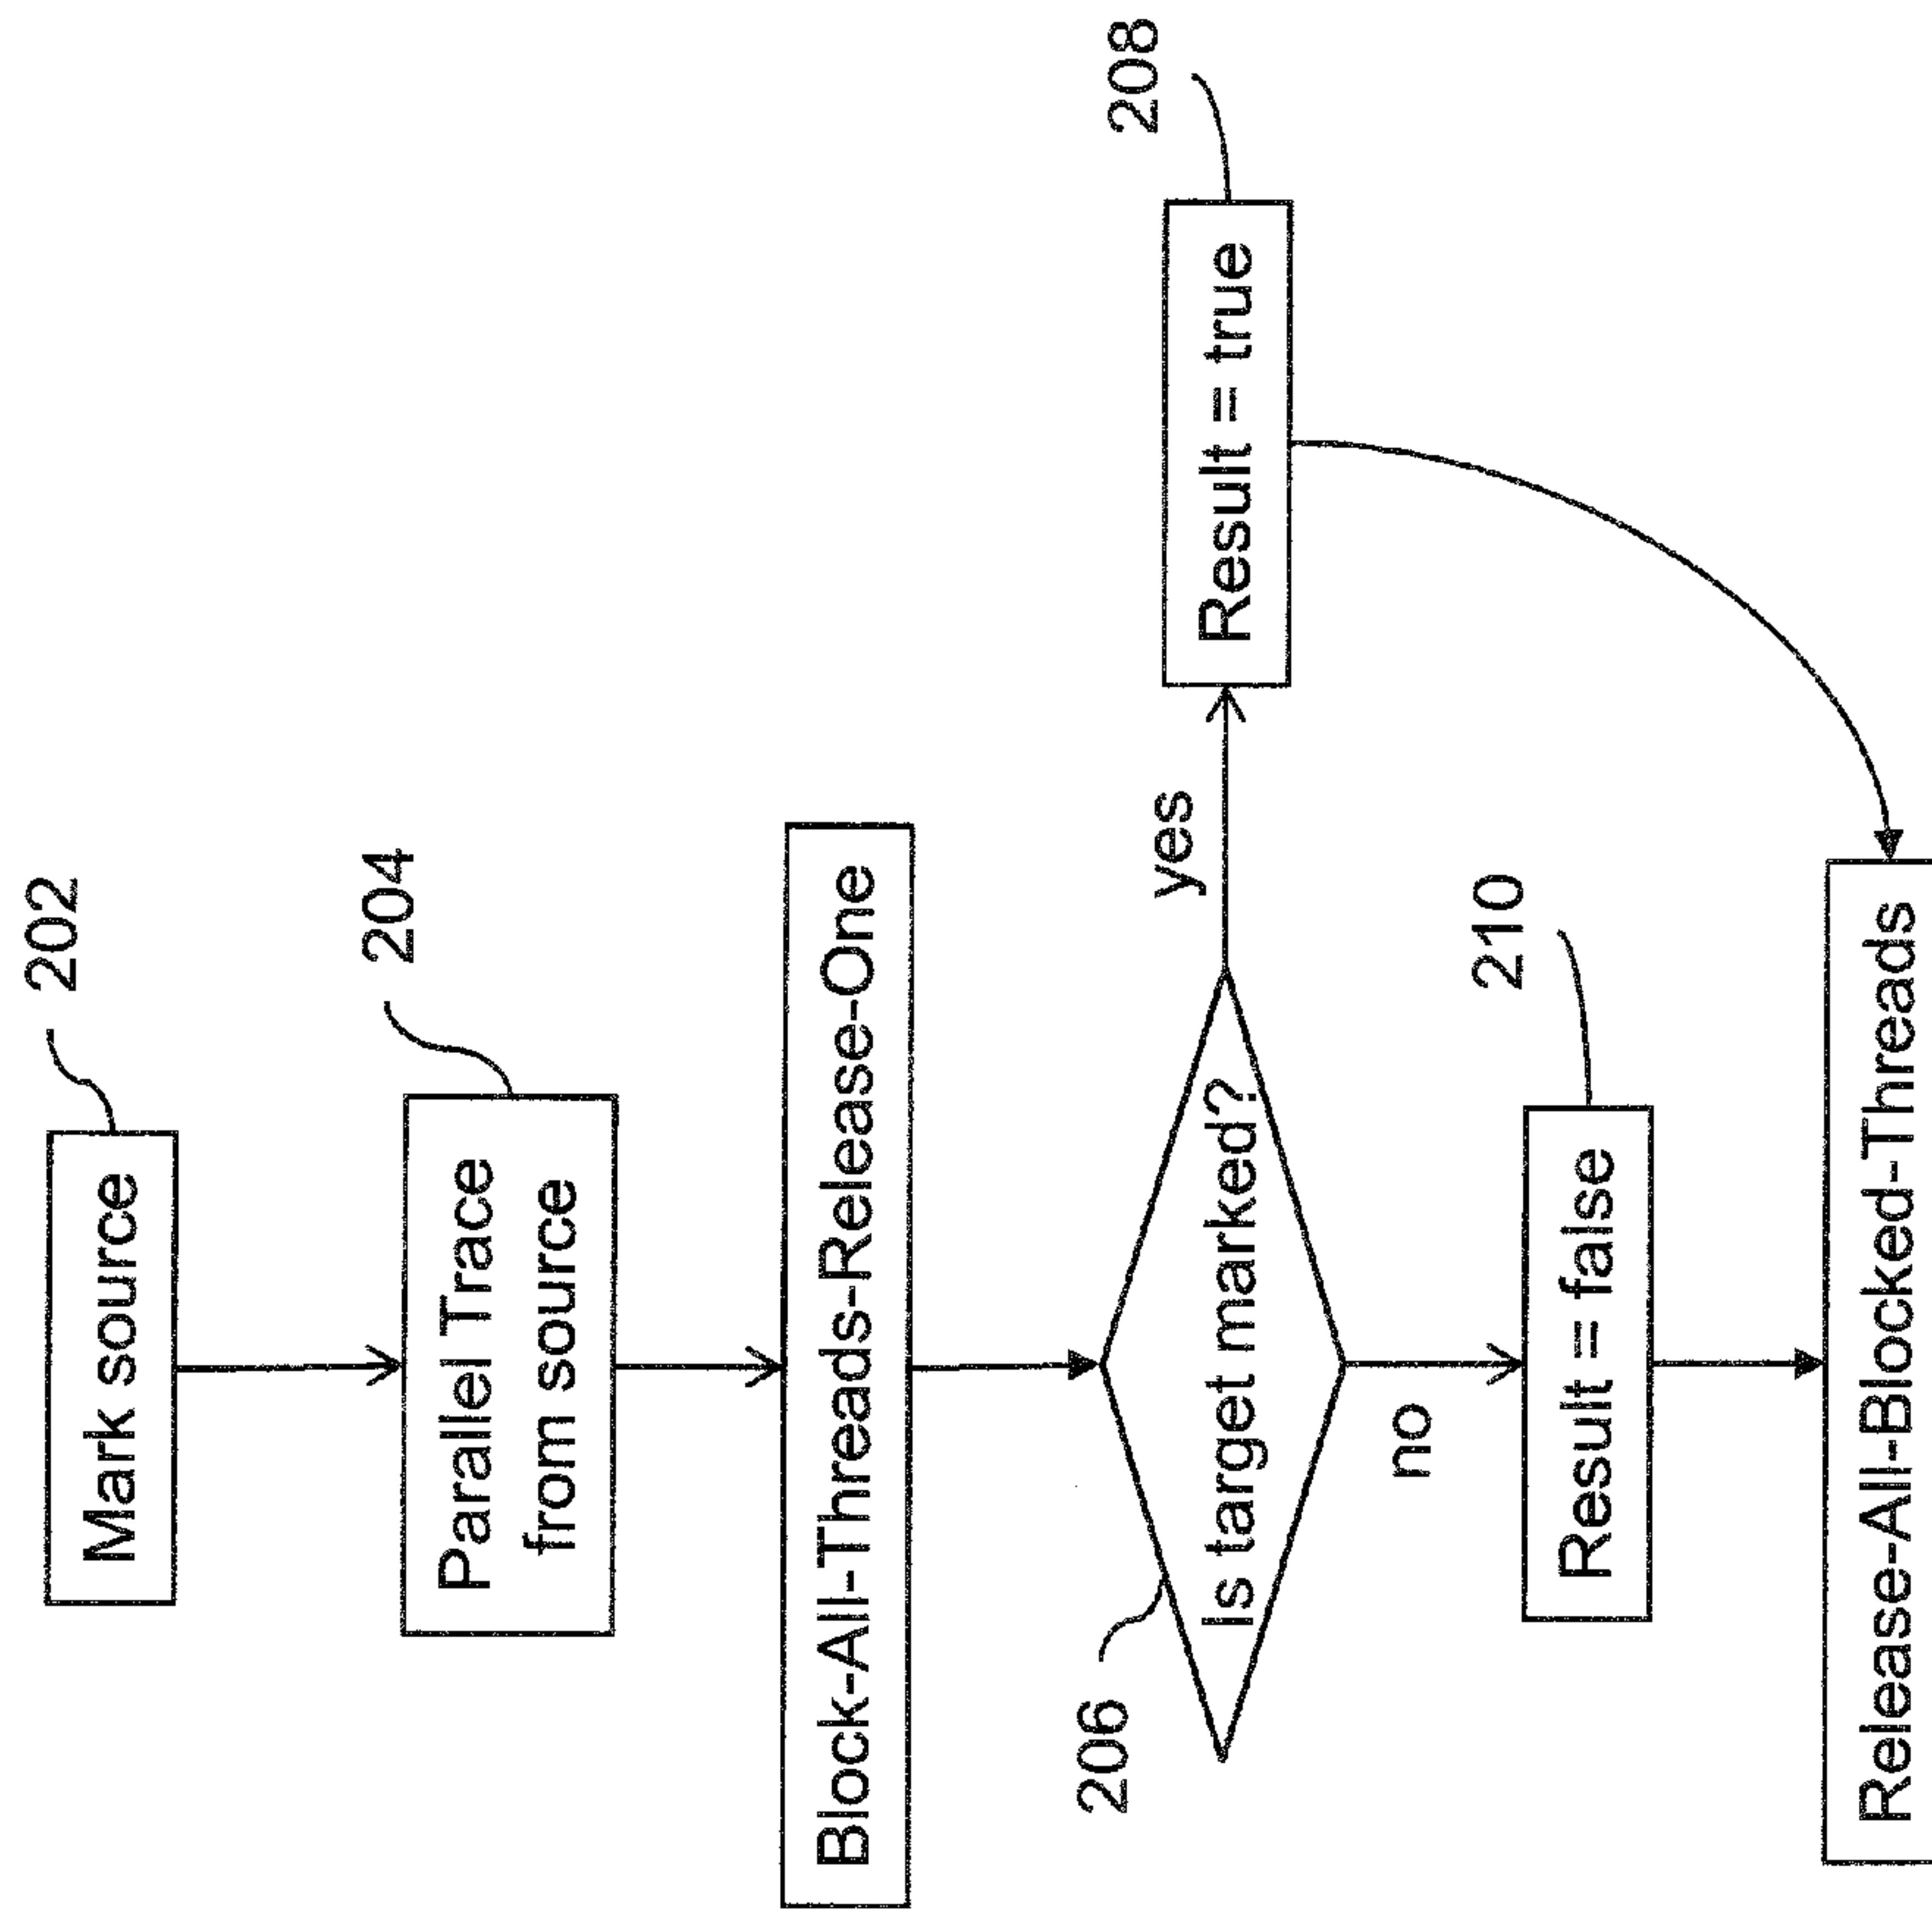 202
Mark source
204
Parallel Trace
from source
Block-All-Threads-Release-One
206
Is target marked?
yes
208
Result = true
no
210
Result = false
Release-All-Blocked-Threads